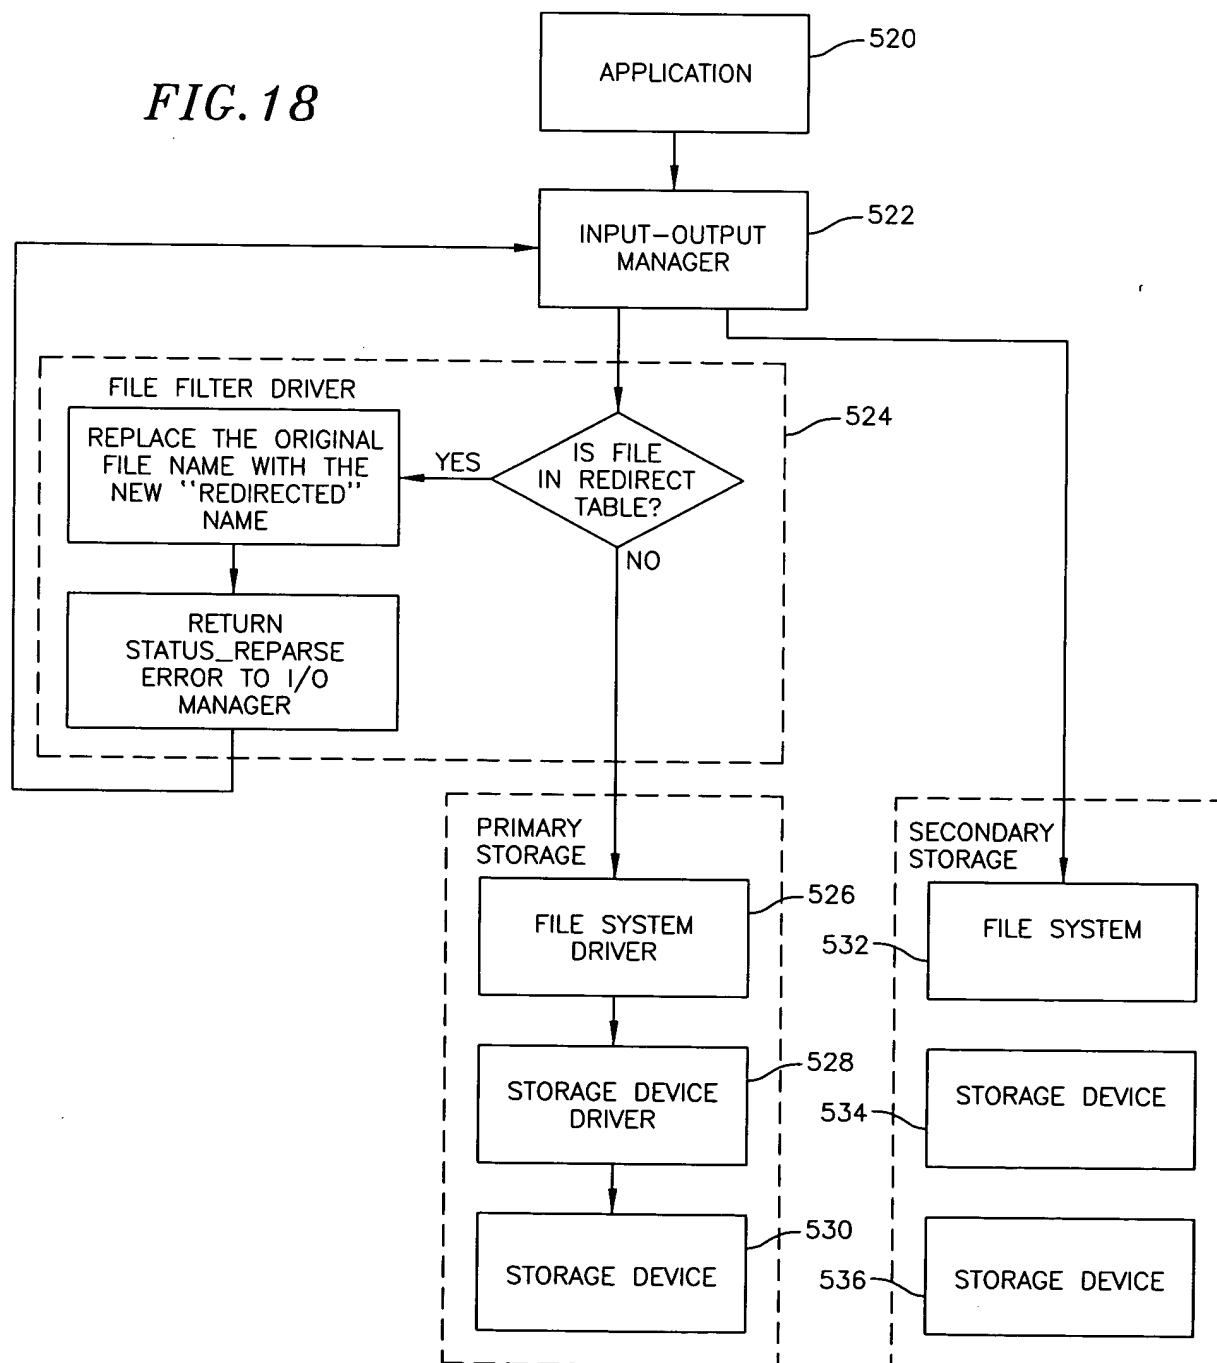 FIG. 18
APPLICATION
520
INPUT-OUTPUT
MANAGER
522
FILE FILTER DRIVER
524
REPLACE THE ORIGINAL
FILE NAME WITH THE
NEW "REDIRECTED"
NAME
YES
IS FILE
IN REDIRECT
TABLE?
NO
RETURN
STATUS_REPARSE
ERROR TO I/O
MANAGER
PRIMARY
STORAGE
FILE SYSTEM
DRIVER
526
STORAGE DEVICE
DRIVER
528
STORAGE DEVICE
530
SECONDARY
STORAGE
FILE SYSTEM
532
STORAGE DEVICE
534
STORAGE DEVICE
536